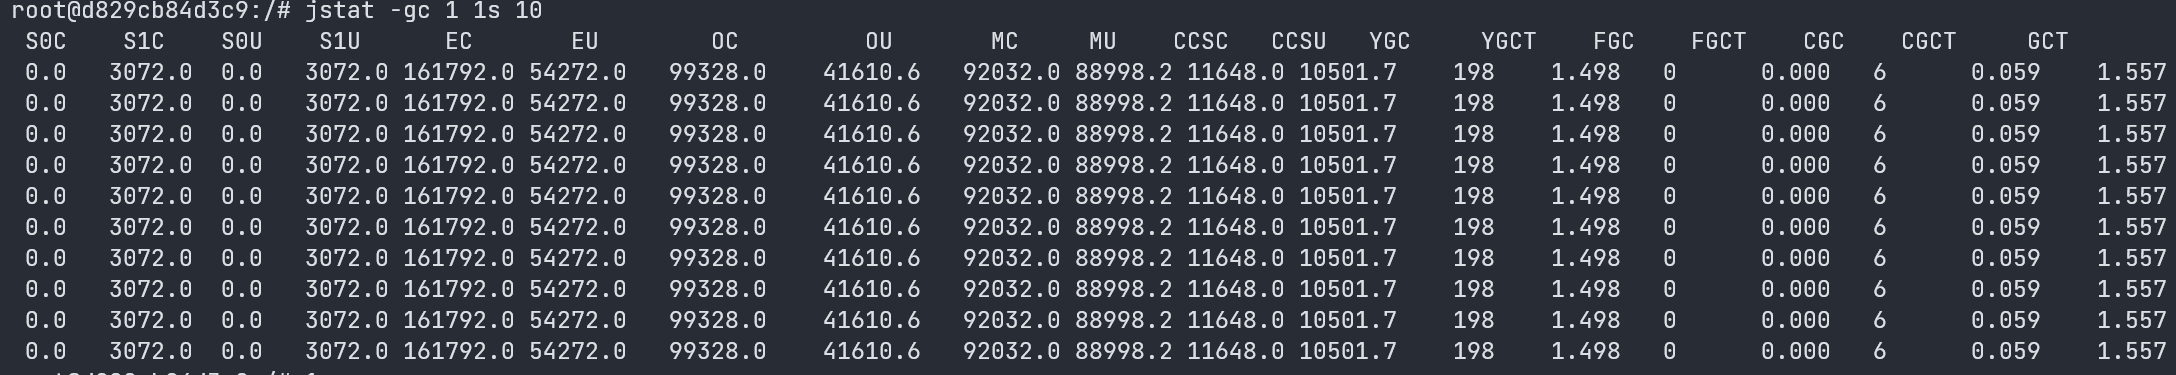 root@d829cb84d3c9:/# jstat -gc 1 1s 10
S0C S1C S0U S1U EC EU OC OU MC MU CCSC CCSU YGC YGCT FGC FGCT CGC CGCT GCT
0.0 3072.0 0.0 3072.0 161792.0 54272.0 99328.0 41610.6 92032.0 88998.2 11648.0 10501.7 198 1.498 0 0.000 6 0.059 1.557
0.0 3072.0 0.0 3072.0 161792.0 54272.0 99328.0 41610.6 92032.0 88998.2 11648.0 10501.7 198 1.498 0 0.000 6 0.059 1.557
0.0 3072.0 0.0 3072.0 161792.0 54272.0 99328.0 41610.6 92032.0 88998.2 11648.0 10501.7 198 1.498 0 0.000 6 0.059 1.557
0.0 3072.0 0.0 3072.0 161792.0 54272.0 99328.0 41610.6 92032.0 88998.2 11648.0 10501.7 198 1.498 0 0.000 6 0.059 1.557
0.0 3072.0 0.0 3072.0 161792.0 54272.0 99328.0 41610.6 92032.0 88998.2 11648.0 10501.7 198 1.498 0 0.000 6 0.059 1.557
0.0 3072.0 0.0 3072.0 161792.0 54272.0 99328.0 41610.6 92032.0 88998.2 11648.0 10501.7 198 1.498 0 0.000 6 0.059 1.557
0.0 3072.0 0.0 3072.0 161792.0 54272.0 99328.0 41610.6 92032.0 88998.2 11648.0 10501.7 198 1.498 0 0.000 6 0.059 1.557
0.0 3072.0 0.0 3072.0 161792.0 54272.0 99328.0 41610.6 92032.0 88998.2 11648.0 10501.7 198 1.498 0 0.000 6 0.059 1.557
0.0 3072.0 0.0 3072.0 161792.0 54272.0 99328.0 41610.6 92032.0 88998.2 11648.0 10501.7 198 1.498 0 0.000 6 0.059 1.557
0.0 3072.0 0.0 3072.0 161792.0 54272.0 99328.0 41610.6 92032.0 88998.2 11648.0 10501.7 198 1.498 0 0.000 6 0.059 1.557